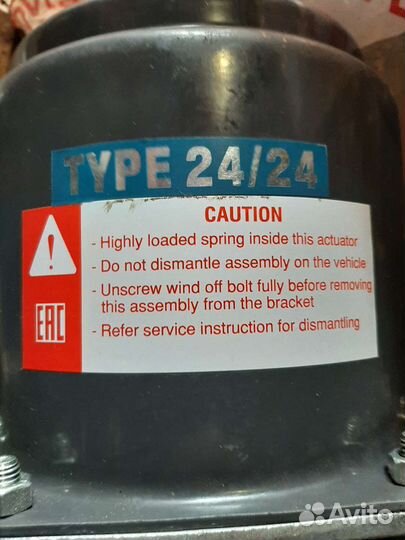 TYPE 24/24
CAUTION
- Highly loaded spring inside this actuator
- Do not dismantle assembly on the vehicle
- Unscrew wind off bolt fully before removing
this assembly from the bracket
- Refer service instruction for dismantling
EAC
Avito